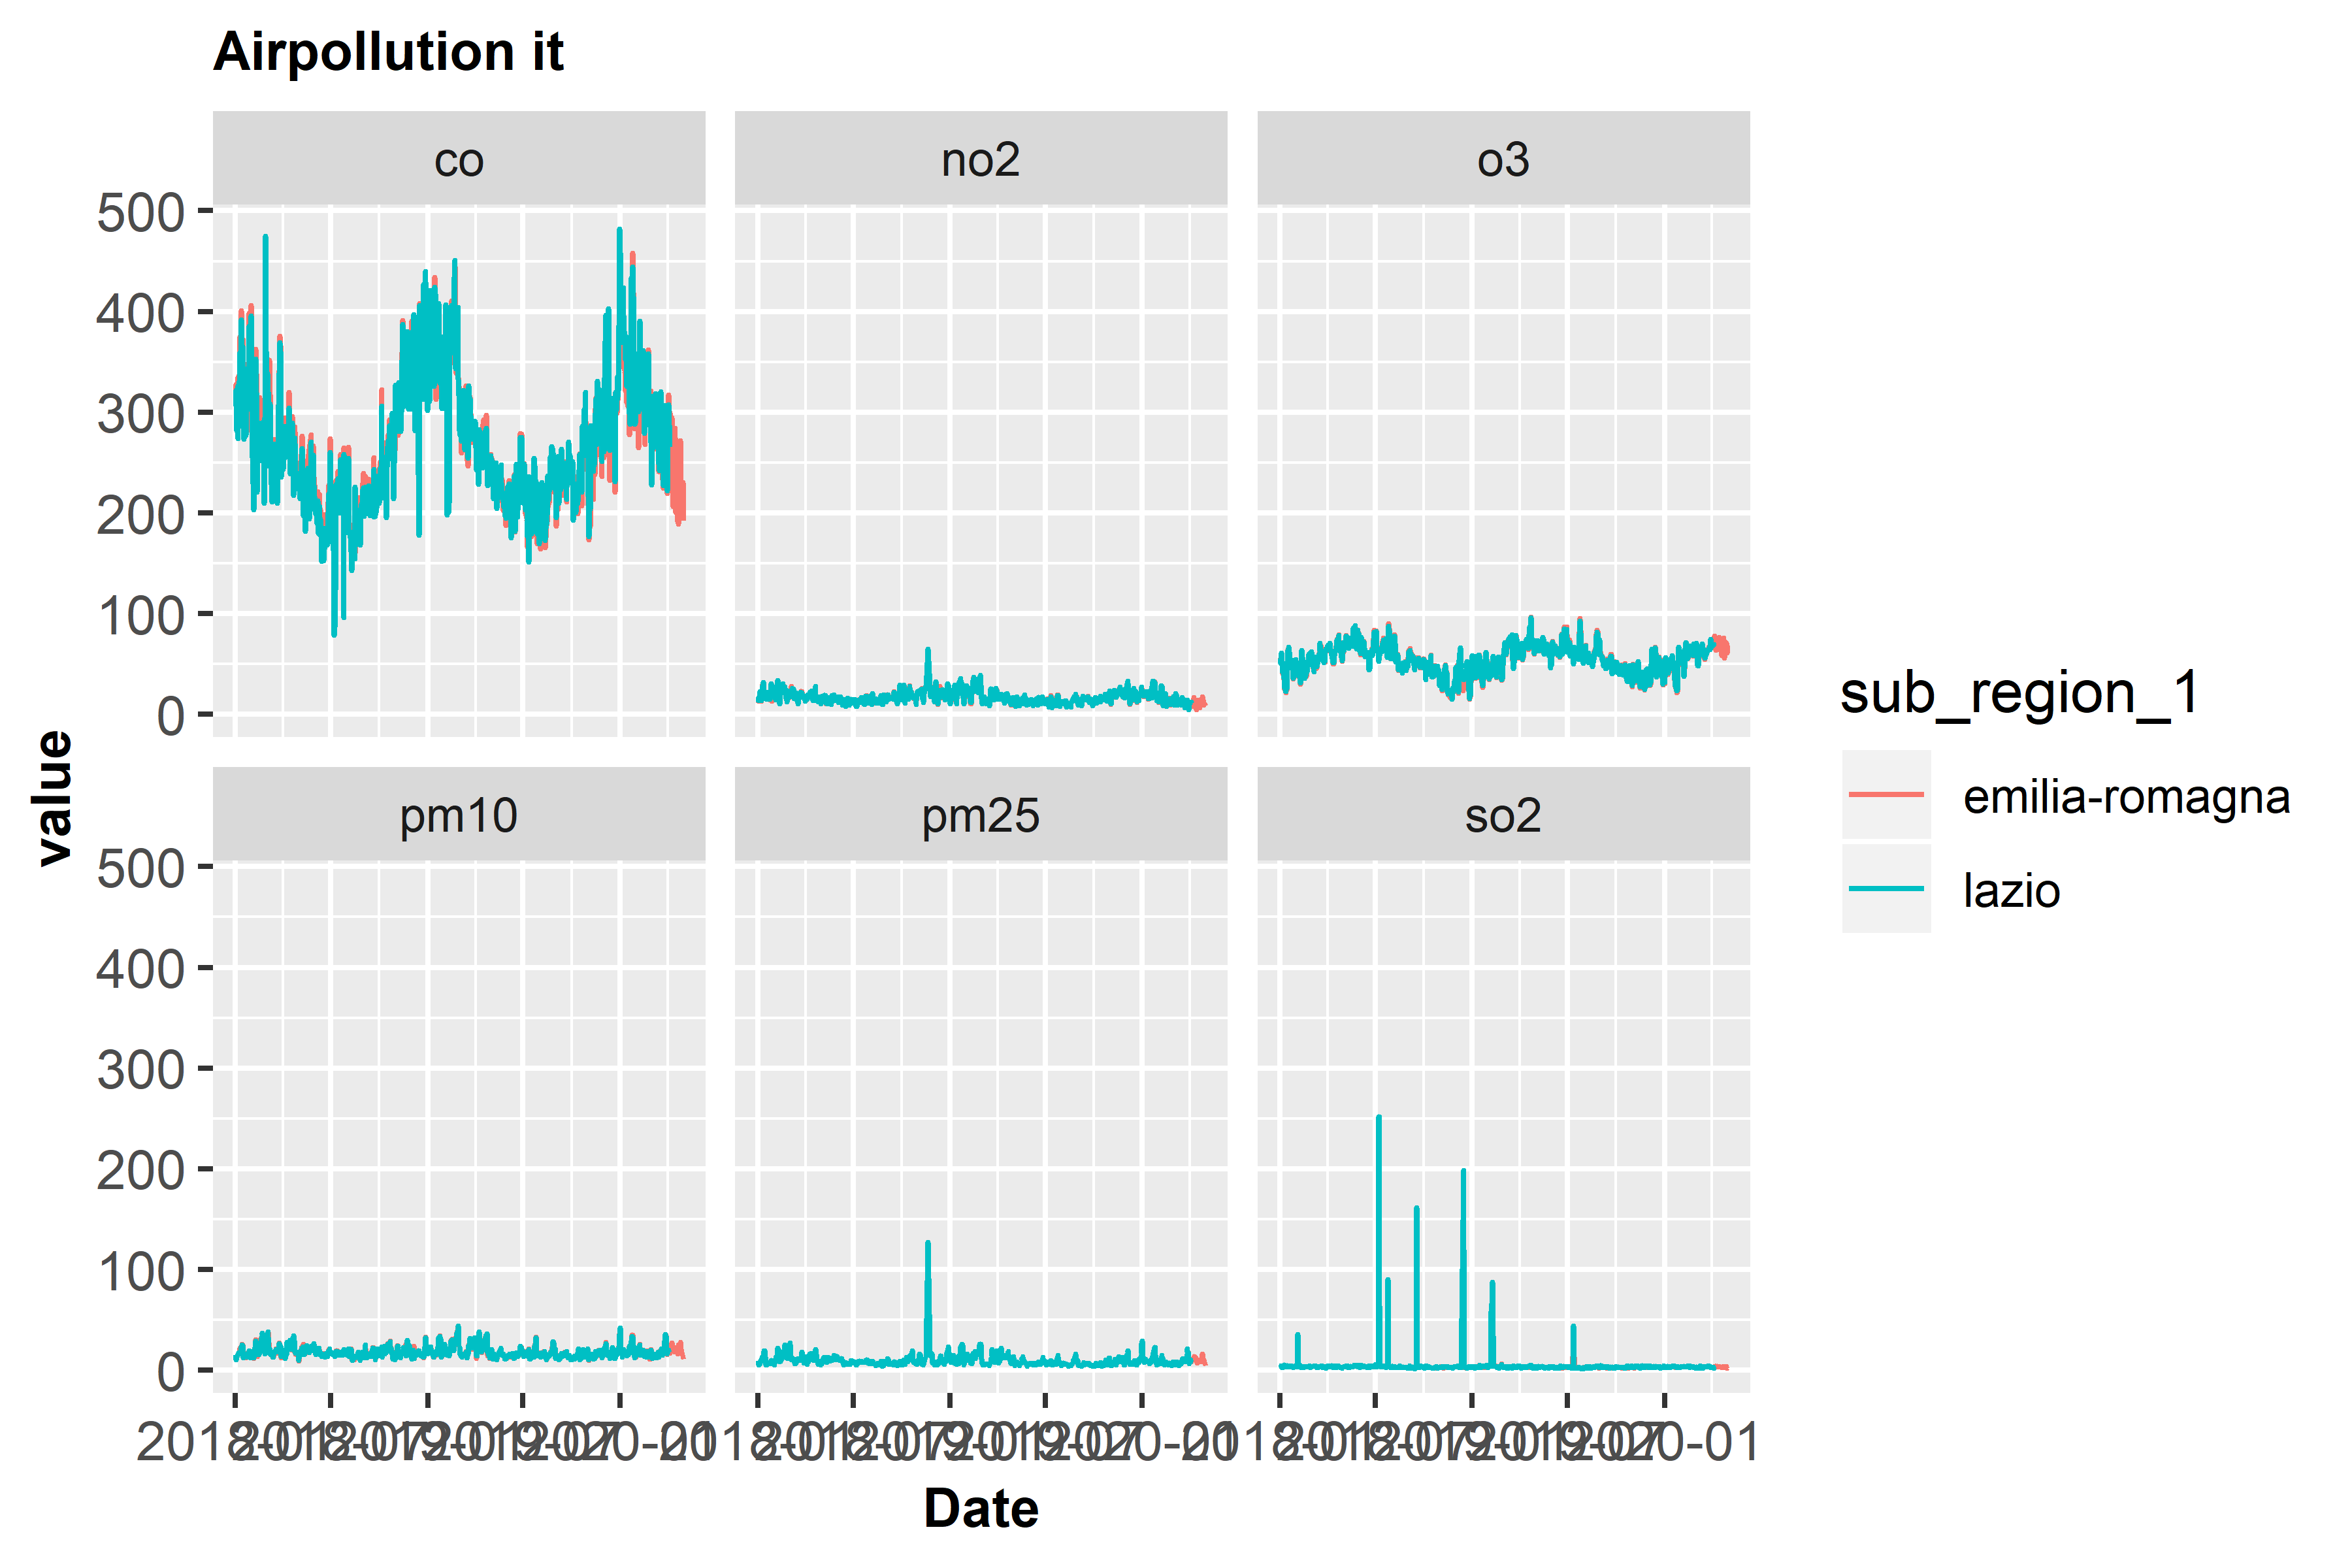 Airpollution it
co
no2
o3
500
400
300
200
100
0
value
pm10
pm25
so2
500
400
300
200
100
0
Date
sub_region_1
emilia-romagna
lazio